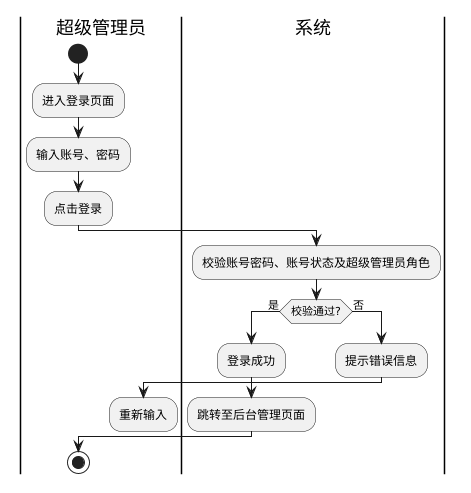 超级管理员
系统
进入登录页面
输入账号、密码
点击登录
校验账号密码、账号状态及超级管理员角色
是
校验通过?
否
登录成功
提示错误信息
重新输入
跳转至后台管理页面